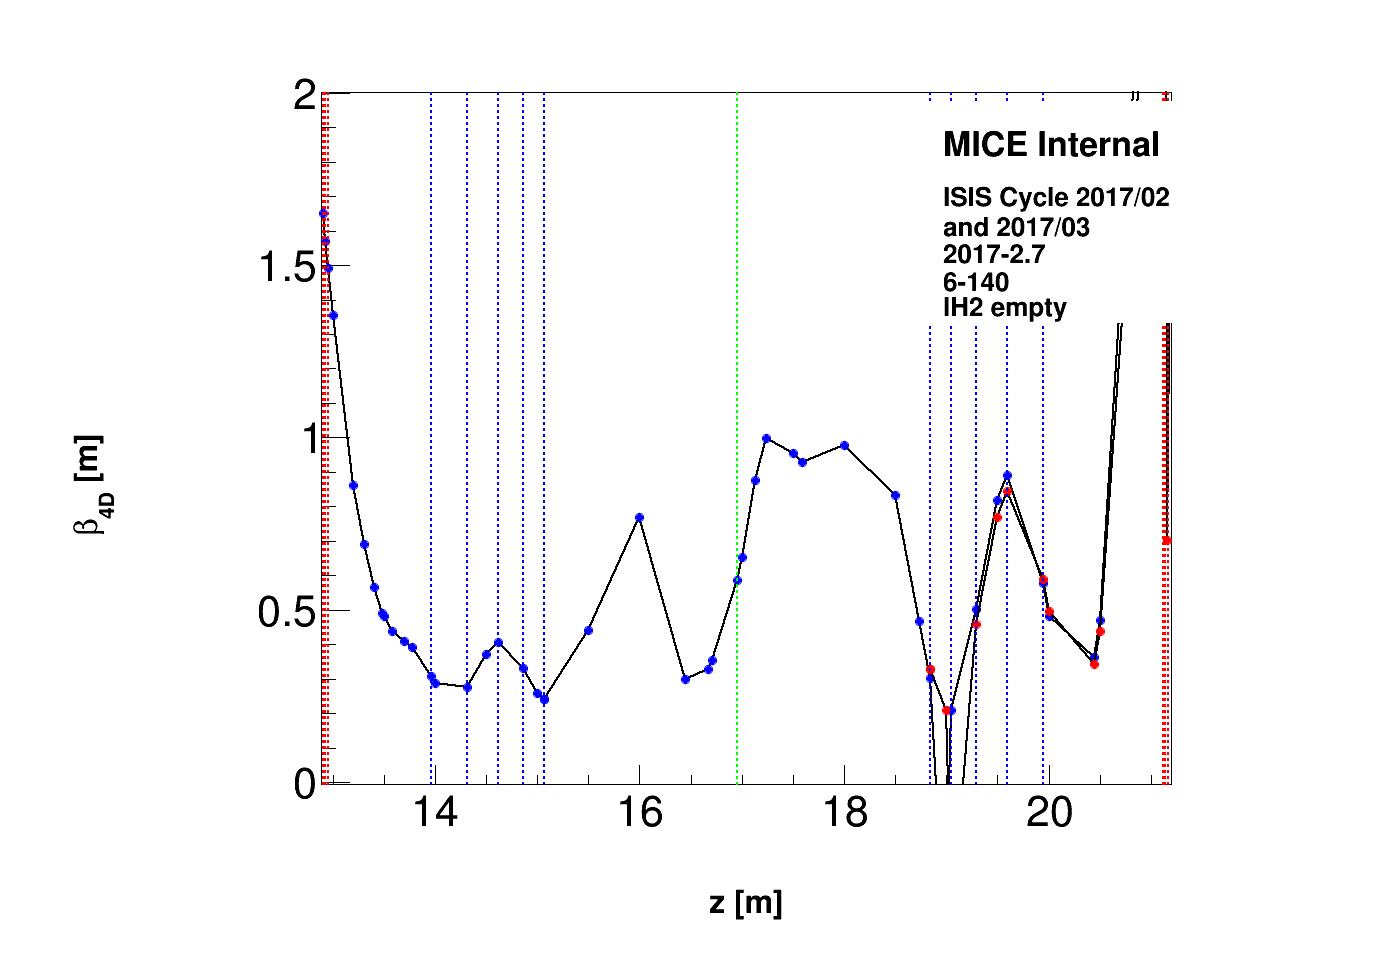 2
1.5
1
0.5
0
14 16 18 20
β4D [m]
z [m]
MICE Internal
ISIS Cycle 2017/02
and 2017/03
2017-2.7
6-140
lH2 empty